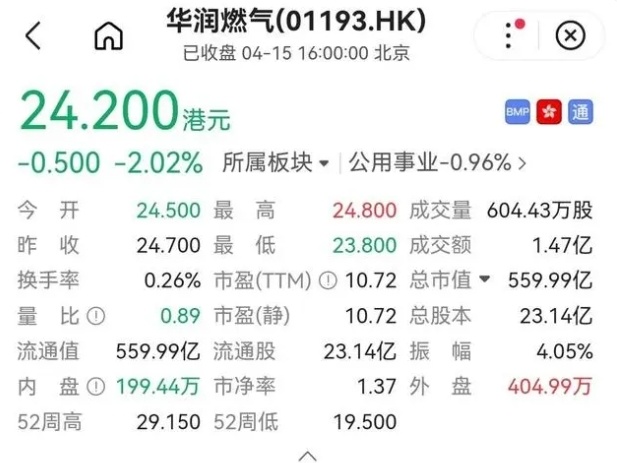 华润燃气(01193.HK)
已收盘 04-15 16:00:00 北京
24.200港元 BMP 通
-0.500 -2.02% 所属板块 公用事业-0.96%
今开 24.500 最高 24.800 成交量 604.43万股
昨收 24.700 最低 23.800 成交额 1.47亿
换手率 0.26% 市盈(TTM) 10.72 总市值 559.99亿
量比 0.89 市盈(静) 10.72 总股本 23.14亿
流通值 559.99亿 流通股 23.14亿 振幅 4.05%
内盘 199.44万 市净率 1.37 外盘 404.99万
52周高 29.150 52周低 19.500